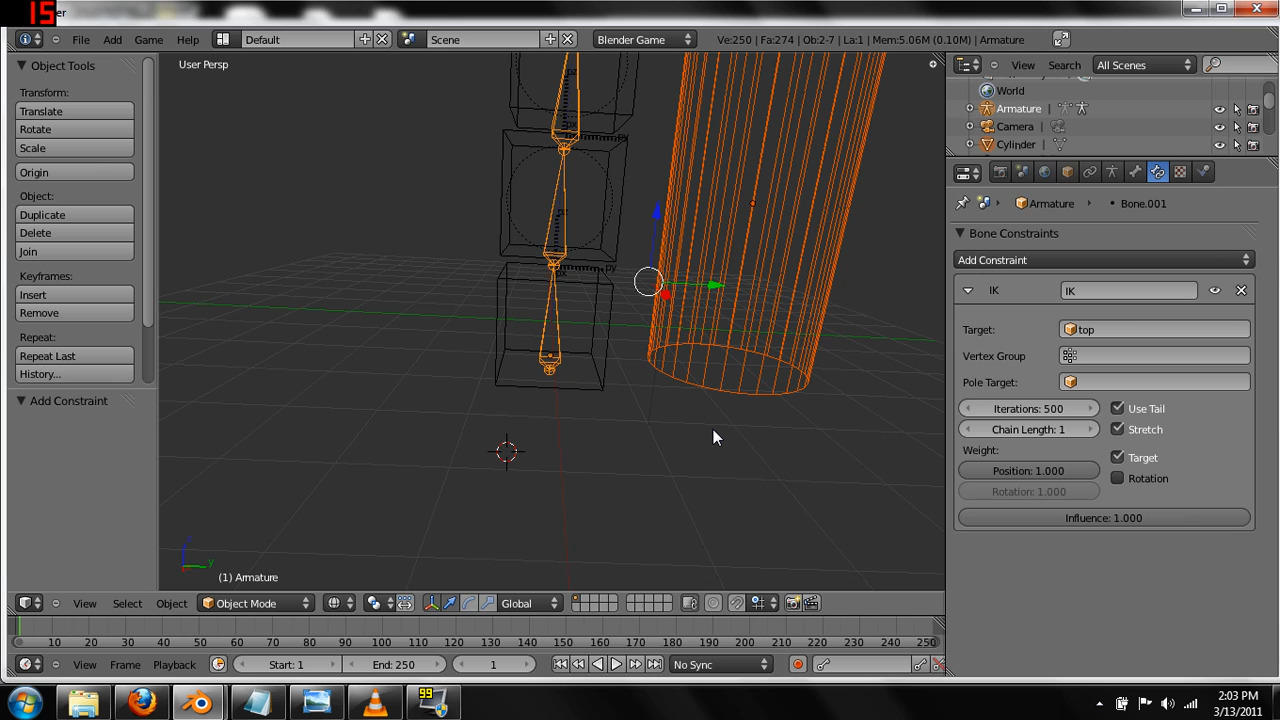 15
er
File Add Game Help Default Scene Blender Game Ve:250 | Fa:274 | Ob:2-7 | La:1 | Mem:5.06M (0.10M) | Armature
Object Tools
Transform:
Translate
Rotate
Scale
Origin
Object:
Duplicate
Delete
Join
Keyframes:
Insert
Remove
Repeat:
Repeat Last
History...
Add Constraint
User Persp
py
py
(1) Armature
View Select Object Object Mode Global
View Search All Scenes
World
Armature
Camera
Cylinder
Armature Bone.001
Bone Constraints
Add Constraint
IK IK
Target: top
Vertex Group
Pole Target:
Iterations: 500 Use Tail
Chain Length: 1 Stretch
Weight:
Position: 1.000 Target
Rotation: 1.000 Rotation
Influence: 1.000
y
10 20 30 40 50 60 70 80 90 100 110 120 130 140 150 160 170 180 190 200 210 220 230 240 250
View Frame Playback Start: 1 End: 250 1 No Sync
99
2:03 PM
3/13/2011